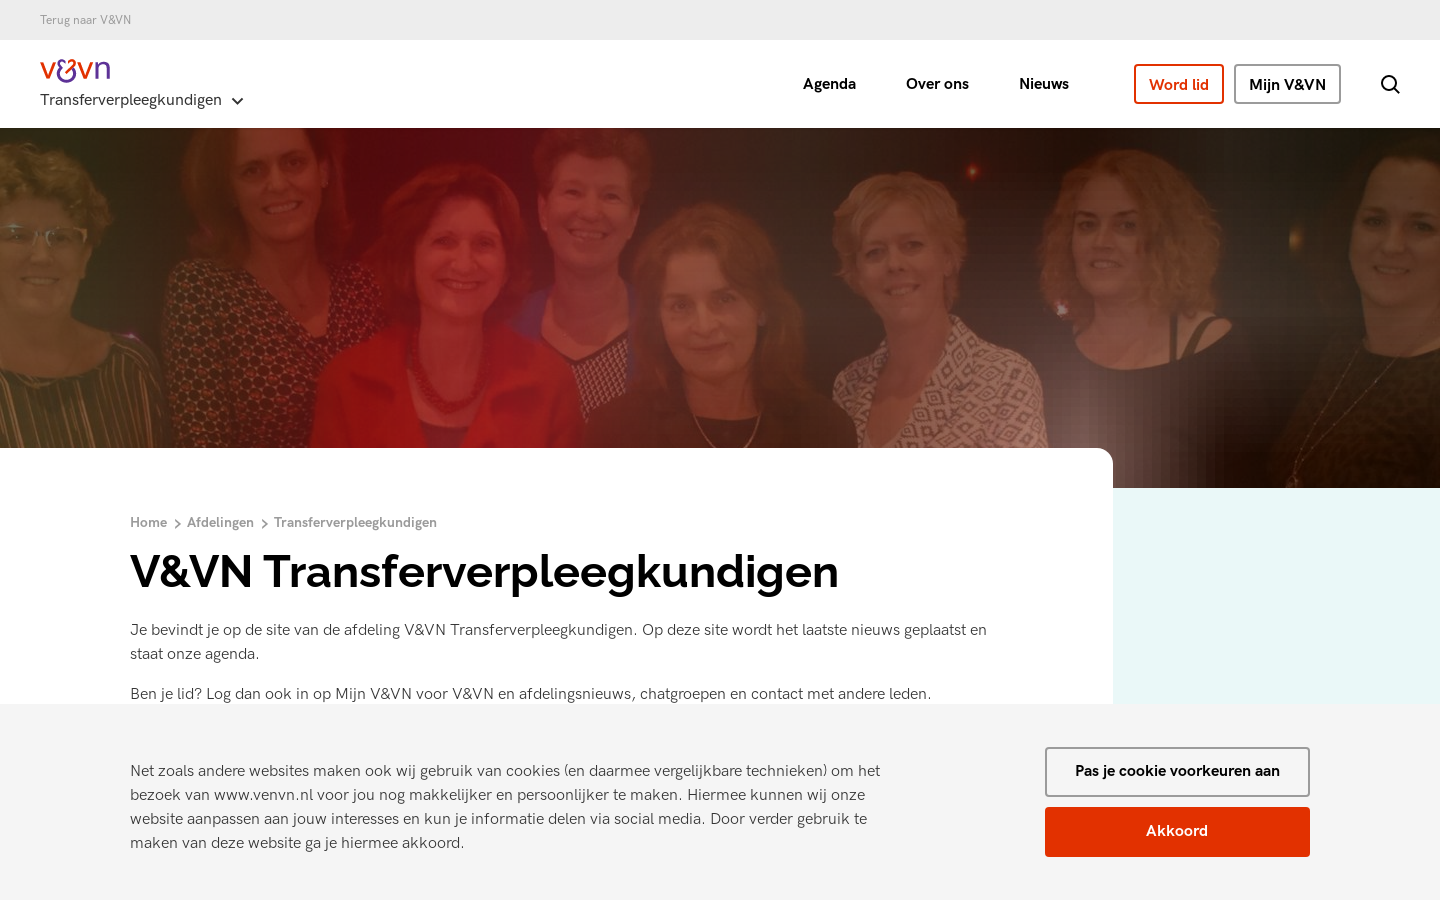 Terug naar V&VN
v&vn
Transferverpleegkundigen
Agenda
Over ons
Nieuws
Word lid
Mijn V&VN
Home
Afdelingen
Transferverpleegkundigen
V&VN Transferverpleegkundigen
Je bevindt je op de site van de afdeling V&VN Transferverpleegkundigen. Op deze site wordt het laatste nieuws geplaatst en
staat onze agenda.
Ben je lid? Log dan ook in op Mijn V&VN voor V&VN en afdelingsnieuws, chatgroepen en contact met andere leden.
Net zoals andere websites maken ook wij gebruik van cookies (en daarmee vergelijkbare technieken) om het
bezoek van www.venvn.nl voor jou nog makkelijker en persoonlijker te maken. Hiermee kunnen wij onze
website aanpassen aan jouw interesses en kun je informatie delen via social media. Door verder gebruik te
maken van deze website ga je hiermee akkoord.
Pas je cookie voorkeuren aan
Akkoord